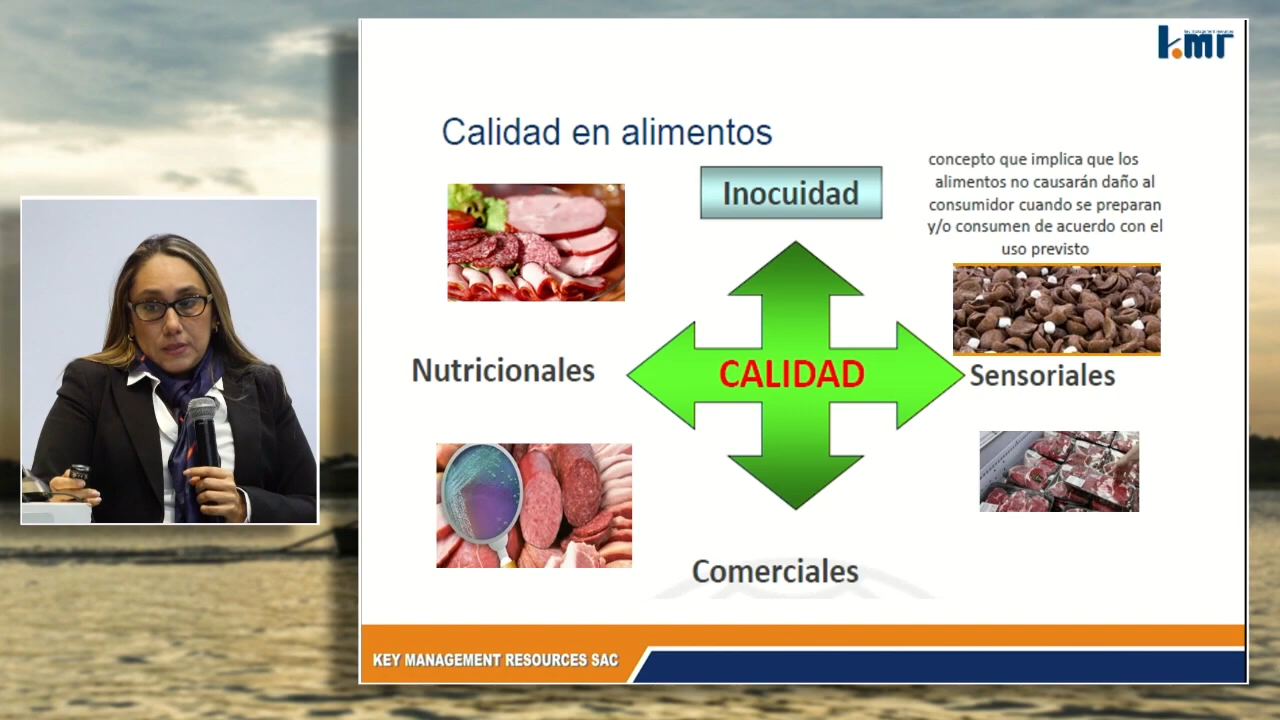 kmr
Calidad en alimentos
Inocuidad
concepto que implica que los
alimentos no causarán daño al
consumidor cuando se preparan
y/o consumen de acuerdo con el
uso previsto
Nutricionales
CALIDAD
Sensoriales
Comerciales
KEY MANAGEMENT RESOURCES SAC